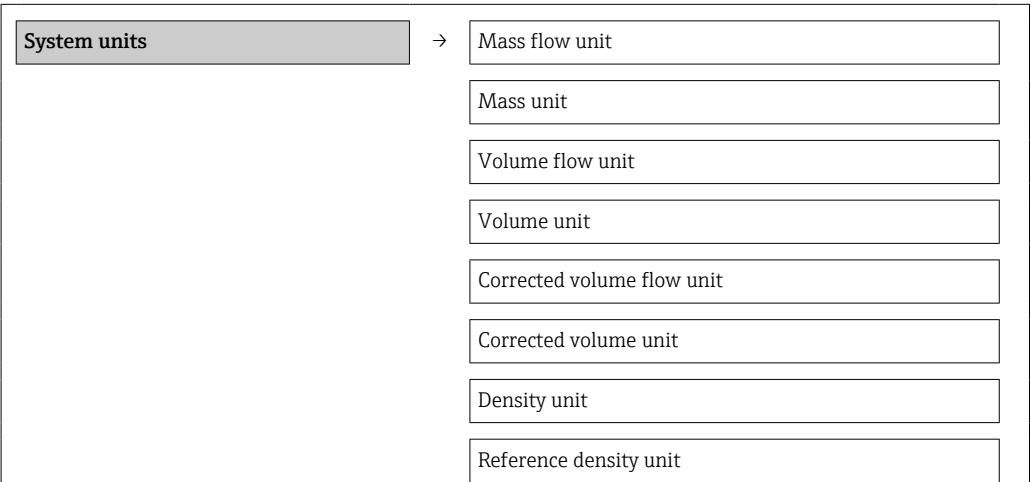 System units → Mass flow unit
Mass unit
Volume flow unit
Volume unit
Corrected volume flow unit
Corrected volume unit
Density unit
Reference density unit